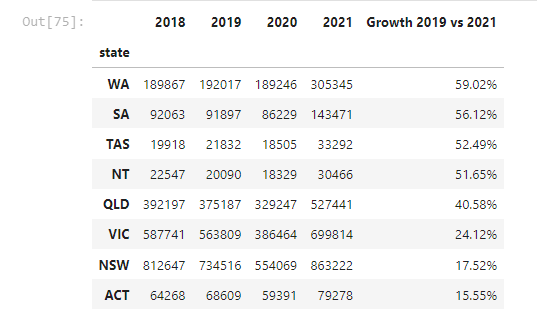 Out[75]:
2018 2019 2020 2021 Growth 2019 vs 2021
state
WA 189867 192017 189246 305345 59.02%
SA 92063 91897 86229 143471 56.12%
TAS 19918 21832 18505 33292 52.49%
NT 22547 20090 18329 30466 51.65%
QLD 392197 375187 329247 527441 40.58%
VIC 587741 563809 386464 699814 24.12%
NSW 812647 734516 554069 863222 17.52%
ACT 64268 68609 59391 79278 15.55%